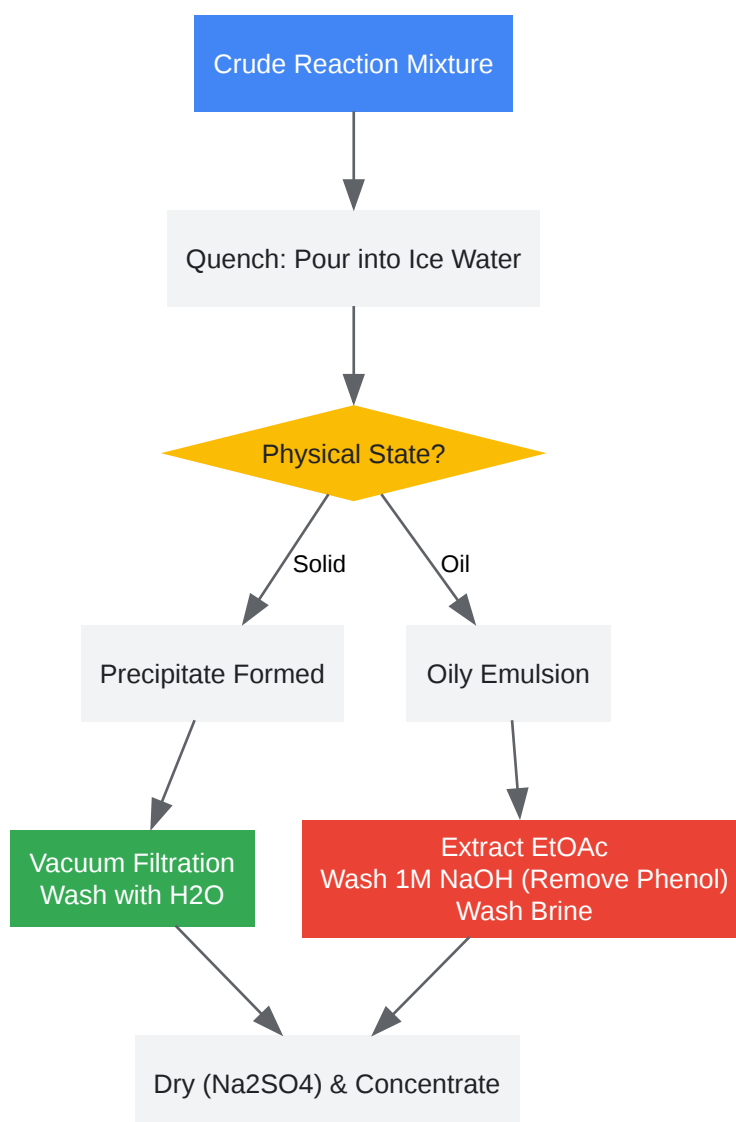 Crude Reaction Mixture
Quench: Pour into Ice Water
Physical State?
Solid
Oil
Precipitate Formed
Oily Emulsion
Vacuum Filtration
Wash with H2O
Extract EtOAc
Wash 1M NaOH (Remove Phenol)
Wash Brine
Dry (Na2SO4) & Concentrate